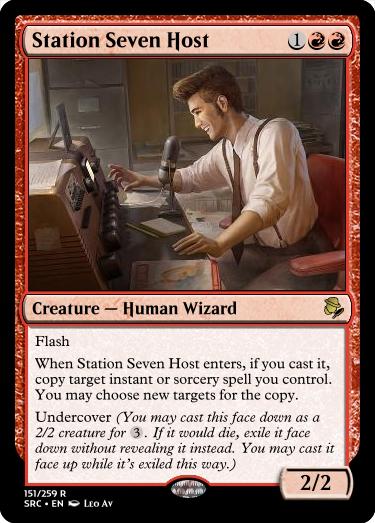 Station Seven Host 1
Creature — Human Wizard
Flash
When Station Seven Host enters, if you cast it,
copy target instant or sorcery spell you control.
You may choose new targets for the copy.
Undercover (You may cast this face down as a
2/2 creature for 3. If it would die, exile it face
down without revealing it instead. You may cast it
face up while it's exiled this way.)
2/2
151/259 R
SRC • EN Leo Av